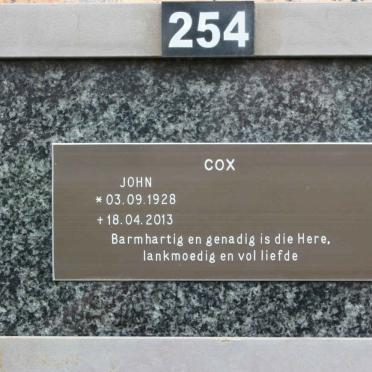 254
COX
JOHN
* 03.09.1928
+ 18.04.2013
Barmhartig en genadig is die Here,
lankmoedig en vol liefde